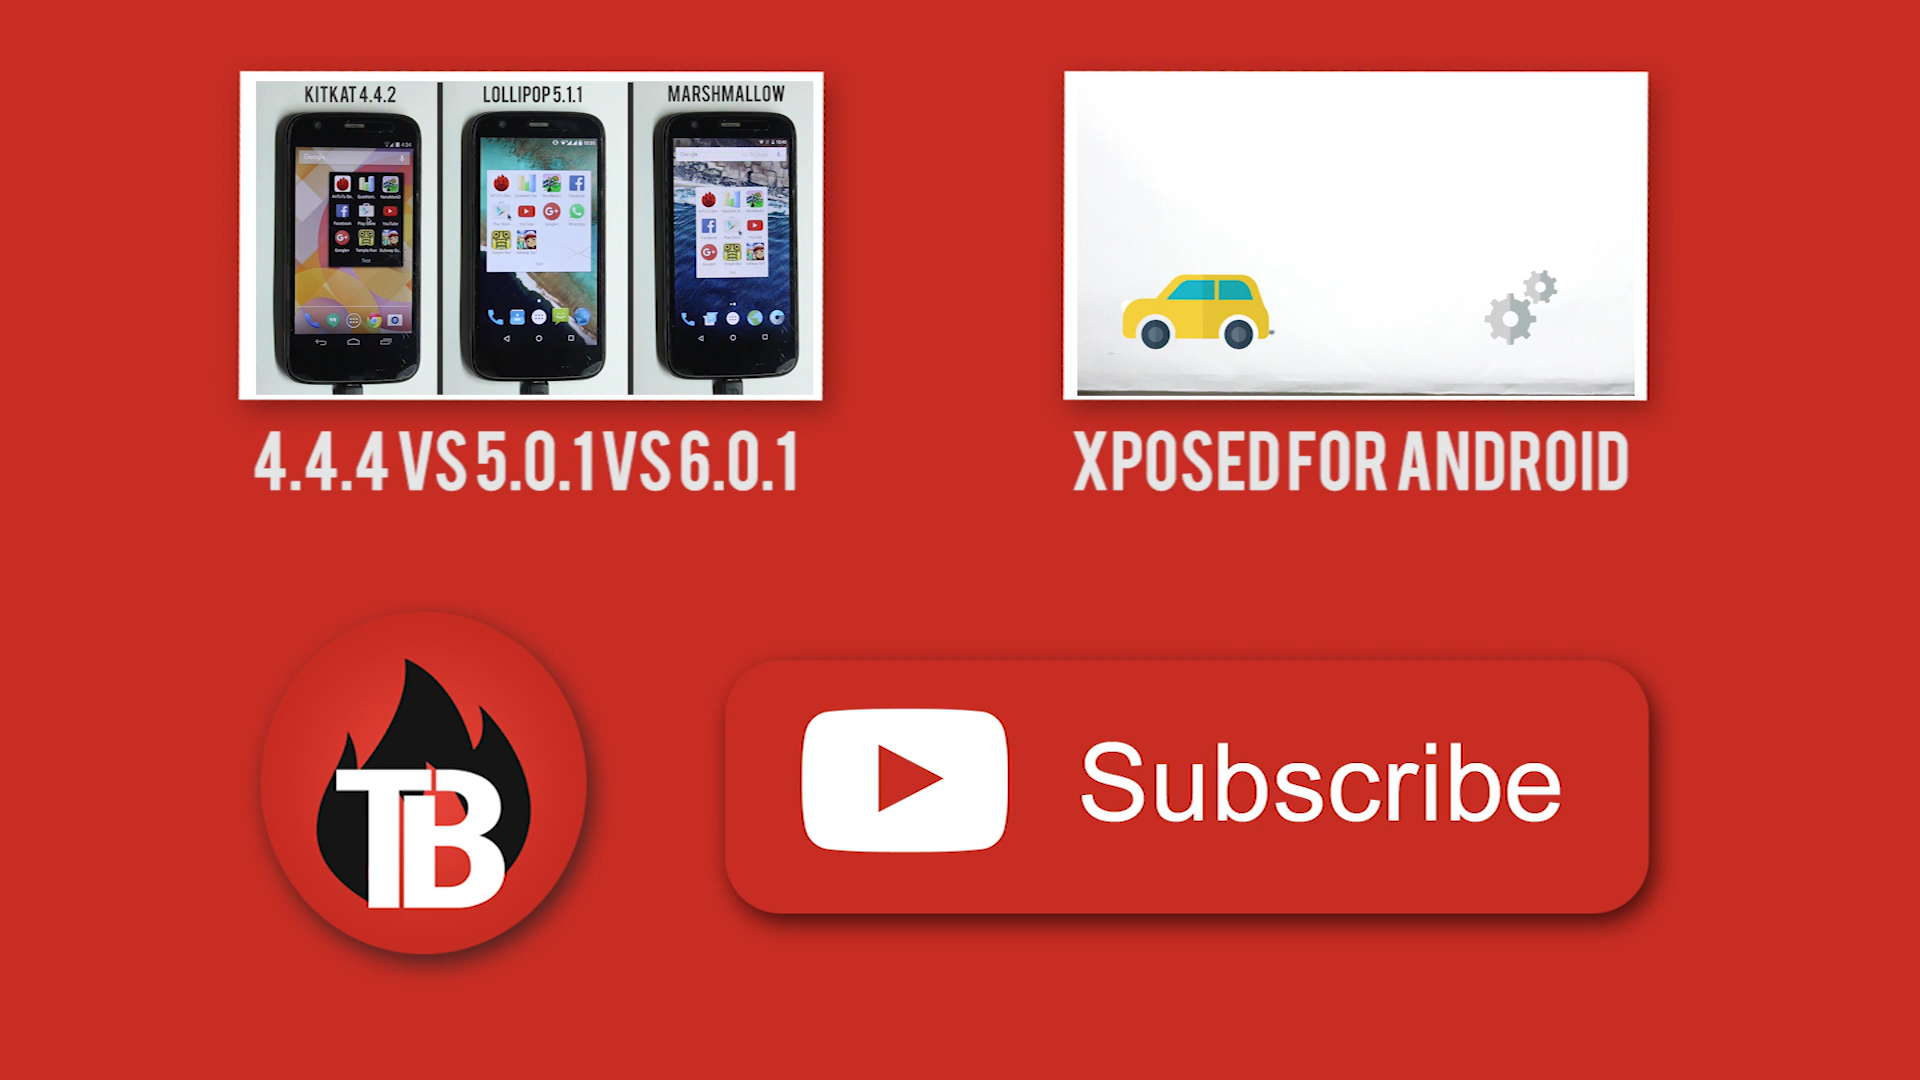 KITKAT 4.4.2
LOLLIPOP 5.1.1
MARSHMALLOW
4.4.4 VS 5.0.1 VS 6.0.1
XPOSED FOR ANDROID
TB
Subscribe